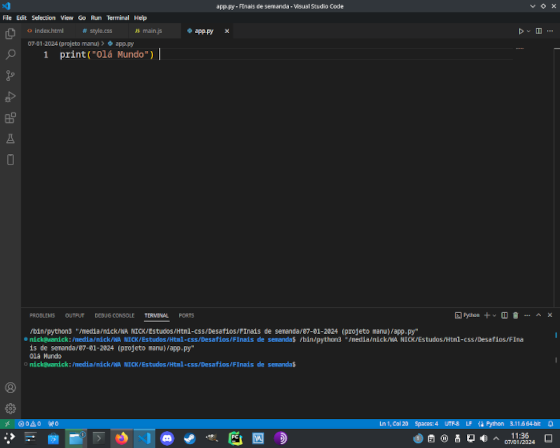 app.py - FInais de semanda - Visual Studio Code
File Edit Selection View Go Run Terminal Help
index.html style.css main.js app.py
07-01-2024 (projeto manu) > app.py
1 print("Olá Mundo")
PROBLEMS OUTPUT DEBUG CONSOLE TERMINAL PORTS
Python
/bin/python3 "/media/nick/WA NICK/Estudos/Html-css/Desafios/FInais de semanda/07-01-2024 (projeto manu)/app.py"
nick@wanick:/media/nick/WA NICK/Estudos/Html-css/Desafios/FInais de semanda$ /bin/python3 "/media/nick/WA NICK/Estudos/Html-css/Desafios/FIna
is de semanda/07-01-2024 (projeto manu)/app.py"
Olá Mundo
nick@wanick:/media/nick/WA NICK/Estudos/Html-css/Desafios/FInais de semanda$
0 0 0 Ln 1, Col 20 Spaces: 4 UTF-8 LF Python 3.11.6 64-bit
11:36
07/01/2024